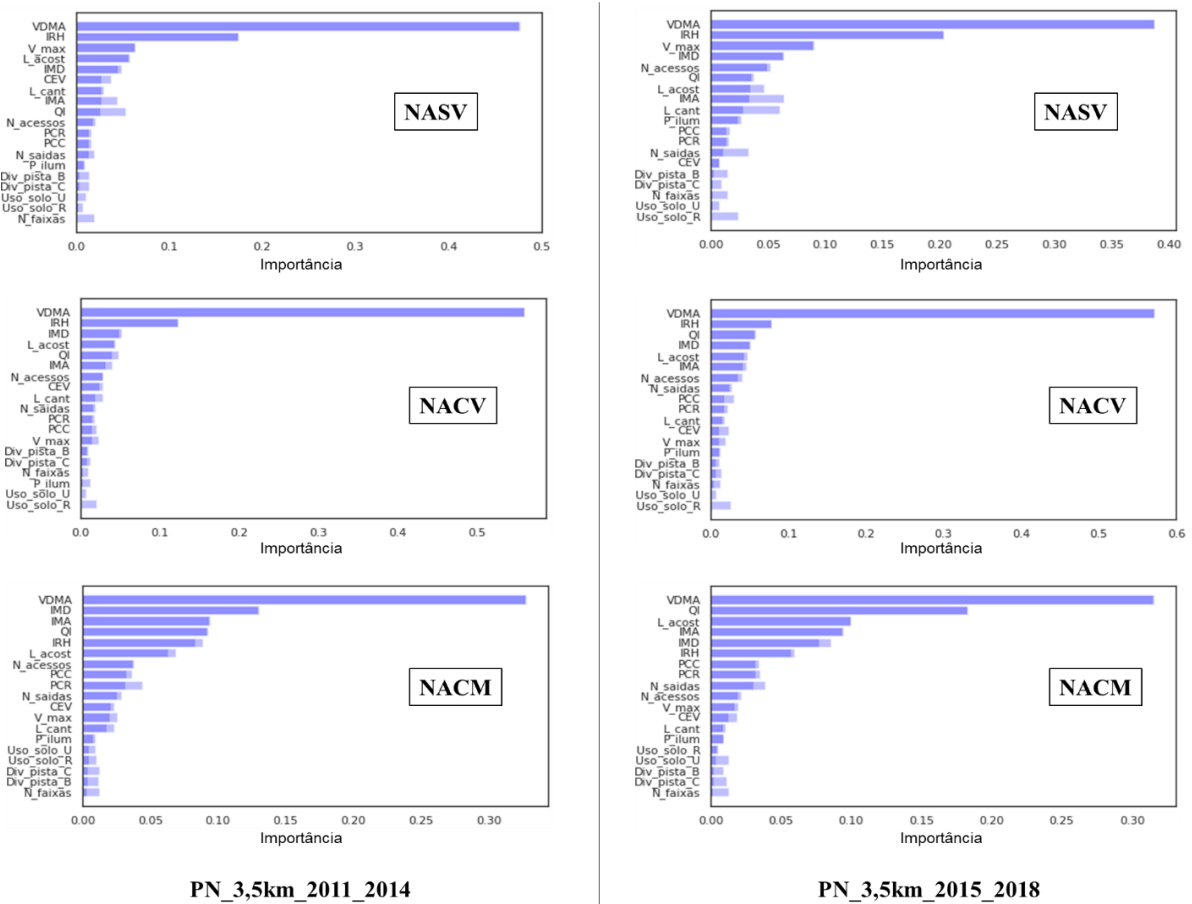 VDMA
IRH
V_max
L_acost
IMD
CEV
L_cant
IMA
QI
N_acessos
PCR
PCC
N_saidas
P_ilum
Div_pista_B
Div_pista_C
Uso_solo_U
Uso_solo_R
N_faixas
NASV
0.0 0.1 0.2 0.3 0.4 0.5
Importância
VDMA
IRH
IMD
L_acost
QI
IMA
N_acessos
CEV
L_cant
N_saidas
PCR
PCC
V_max
Div_pista_B
Div_pista_C
N_faixas
P_ilum
Uso_solo_U
Uso_solo_R
NACV
0.0 0.1 0.2 0.3 0.4 0.5
Importância
VDMA
IMD
IMA
QI
IRH
L_acost
N_acessos
PCC
PCR
N_saidas
CEV
V_max
L_cant
P_ilum
Uso_solo_U
Uso_solo_R
Div_pista_C
Div_pista_B
N_faixas
NACM
0.00 0.05 0.10 0.15 0.20 0.25 0.30
Importância
PN_3,5km_2011_2014
VDMA
IRH
V_max
IMD
N_acessos
QI
L_acost
IMA
L_cant
P_ilum
PCC
PCR
N_saidas
CEV
Div_pista_B
Div_pista_C
N_faixas
Uso_solo_U
Uso_solo_R
NASV
0.00 0.05 0.10 0.15 0.20 0.25 0.30 0.35 0.40
Importância
VDMA
IRH
QI
IMD
L_acost
IMA
N_acessos
N_saidas
PCC
PCR
L_cant
CEV
V_max
P_ilum
Div_pista_B
Div_pista_C
N_faixas
Uso_solo_U
Uso_solo_R
NACV
0.0 0.1 0.2 0.3 0.4 0.5 0.6
Importância
VDMA
QI
L_acost
IMA
IMD
IRH
PCC
PCR
N_saidas
N_acessos
V_max
CEV
L_cant
P_ilum
Uso_solo_R
Uso_solo_U
Div_pista_B
Div_pista_C
N_faixas
NACM
0.00 0.05 0.10 0.15 0.20 0.25 0.30
Importância
PN_3,5km_2015_2018